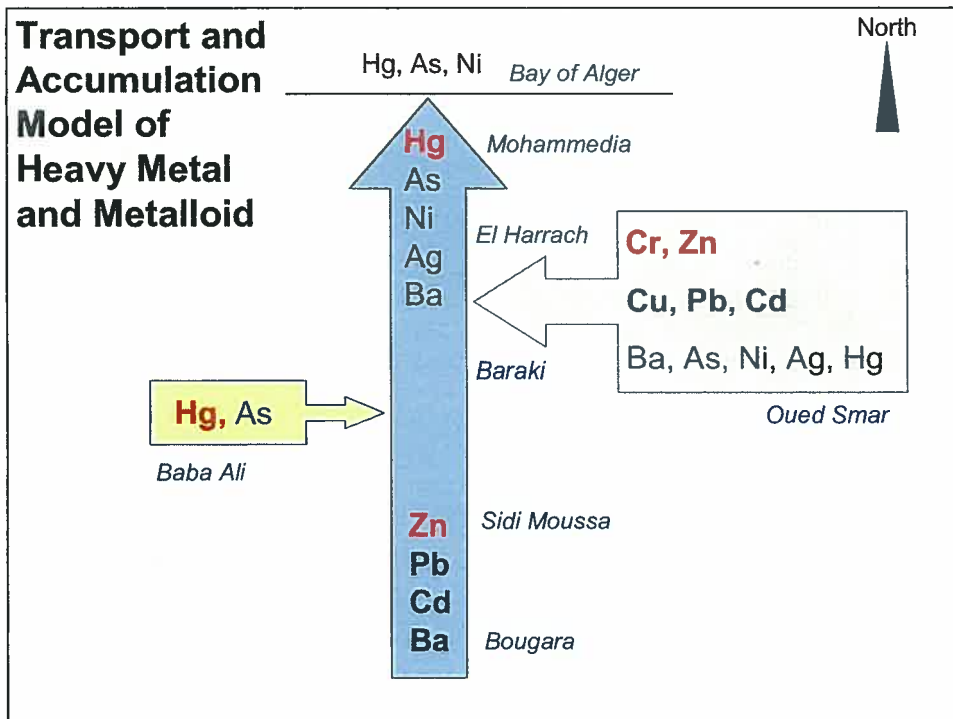 Transport and
Accumulation
Model of
Heavy Metal
and Metalloid
North
Hg, As, Ni
Bay of Alger
Hg
As
Ni
Ag
Ba
Mohammedia
El Harrach
Baraki
Cr, Zn
Cu, Pb, Cd
Ba, As, Ni, Ag, Hg
Oued Smar
Hg, As
Baba Ali
Zn
Pb
Cd
Ba
Sidi Moussa
Bougara